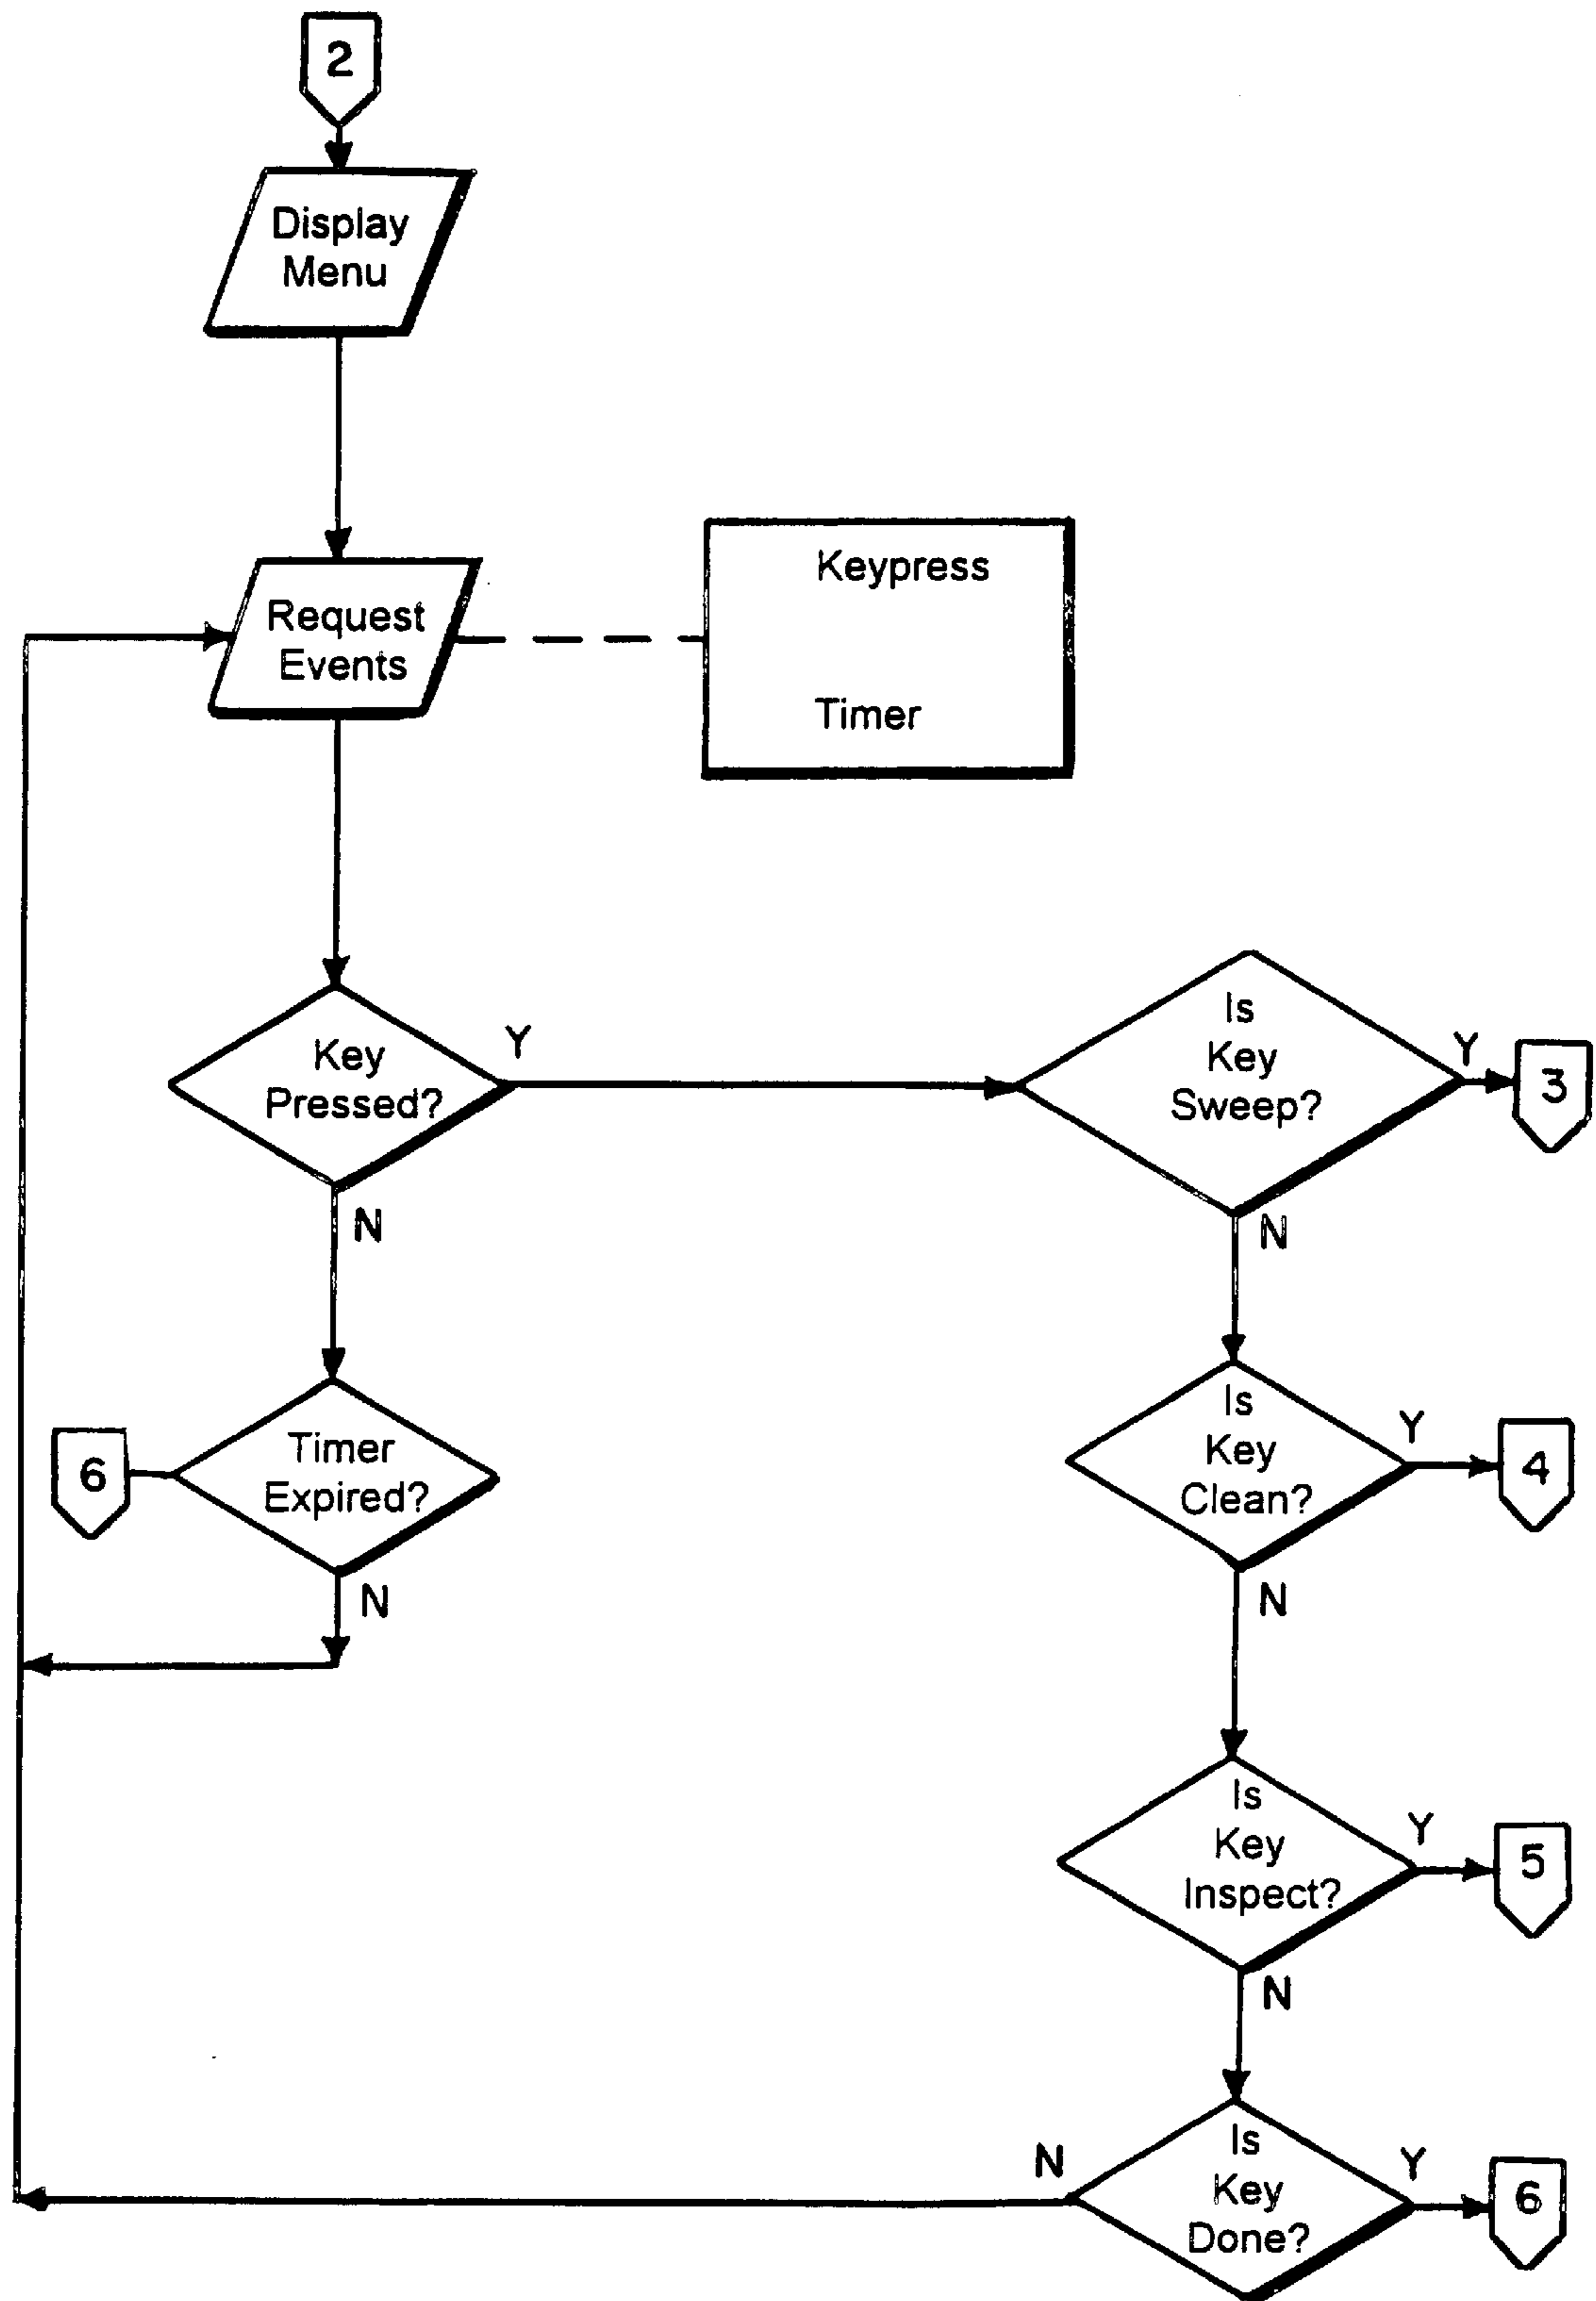 2
Display
Menu
Request
Events
Keypress
Timer
Key
Pressed?
Y
N
Is
Key
Sweep?
Y
3
N
Timer
Expired?
6
N
Is
Key
Clean?
Y
4
N
Is
Key
Inspect?
Y
5
N
Is
Key
Done?
N
Y
6